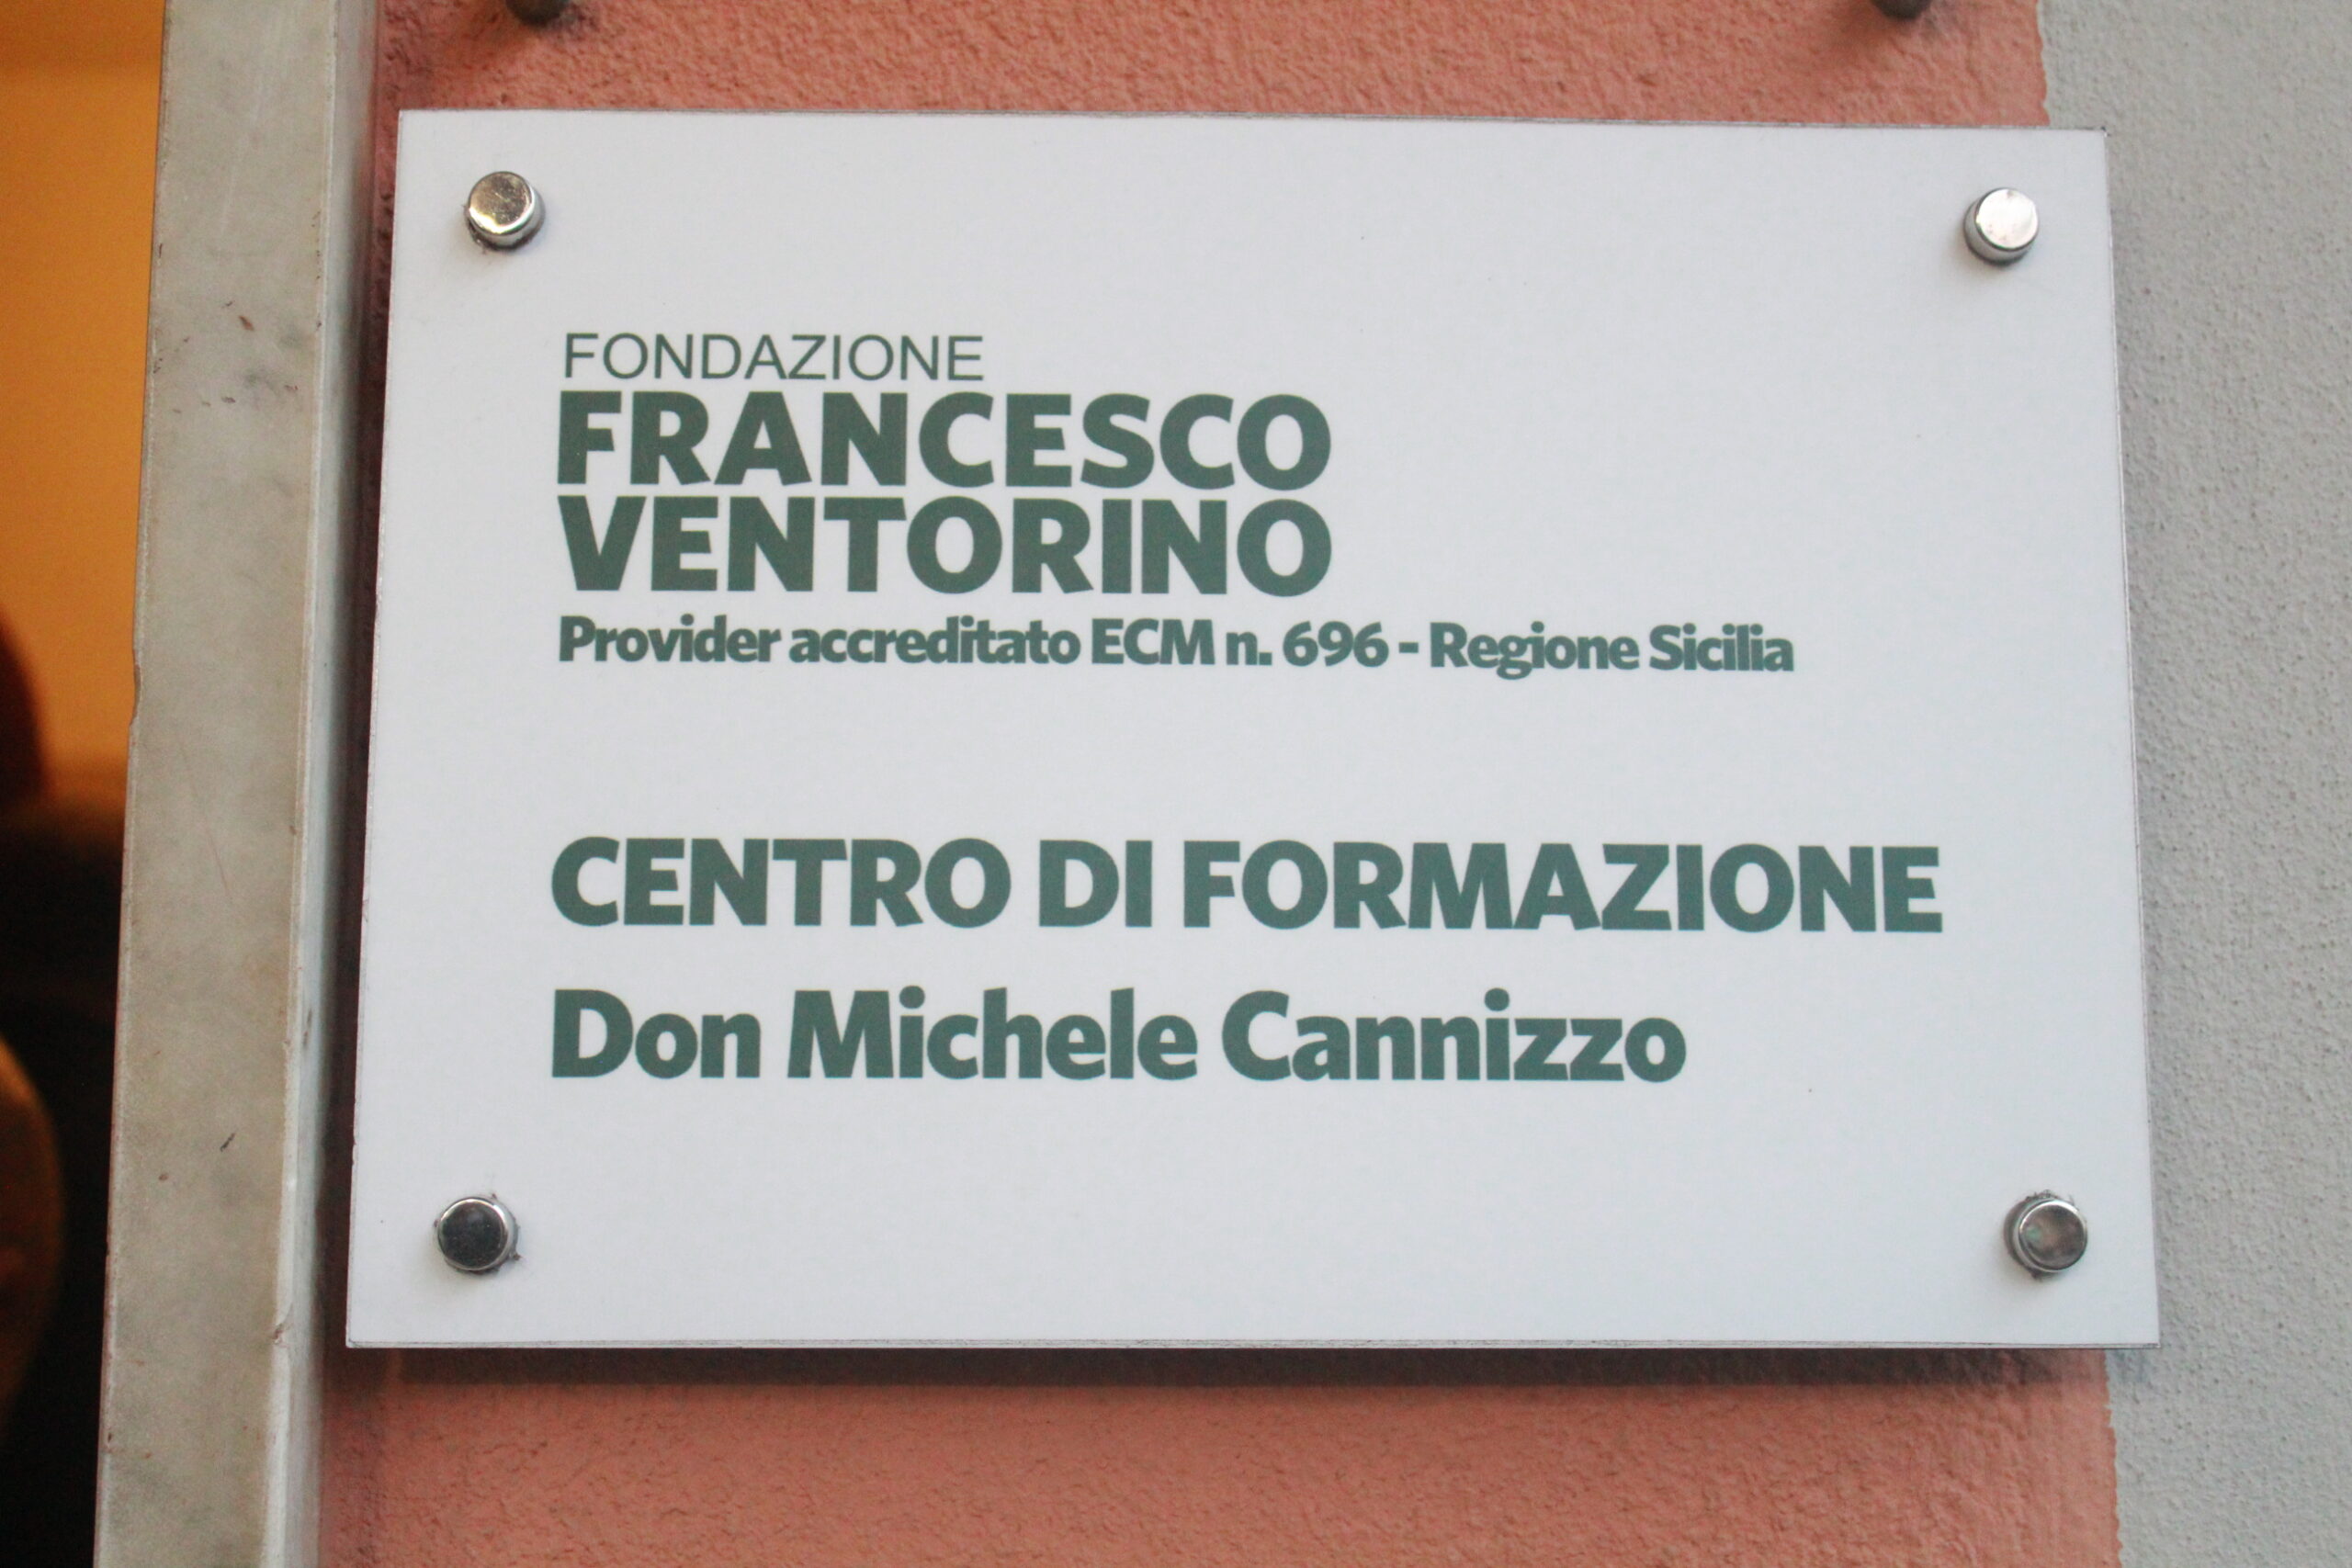 FONDAZIONE
FRANCESCO
VENTORINO
Provider accreditato ECM n. 696 - Regione Sicilia
CENTRO DI FORMAZIONE
Don Michele Cannizzo